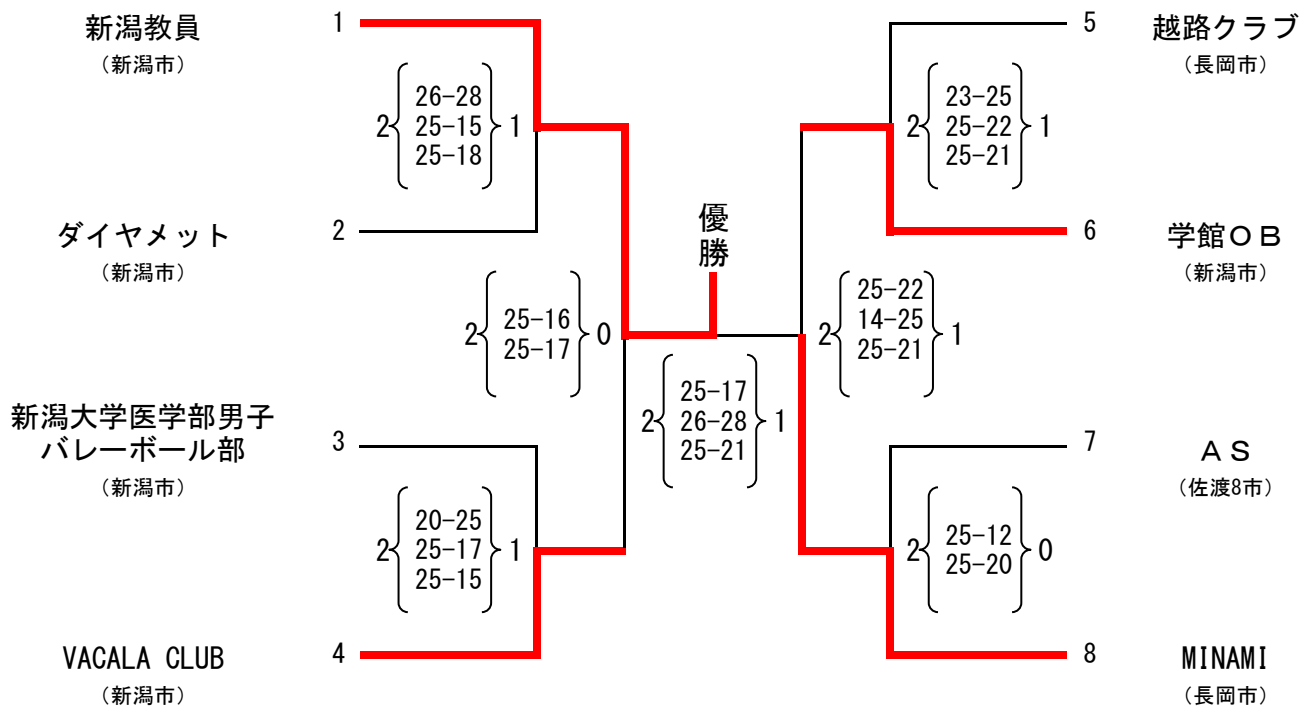 新潟教員
(新潟市)
1
2
26-28
25-15
25-18
1
ダイヤメット
(新潟市)
2
2
25-16
25-17
0
新潟大学医学部男子
バレーボール部
(新潟市)
3
2
20-25
25-17
25-15
1
VACALA CLUB
(新潟市)
4
優勝
2
25-17
26-28
25-21
1
5
越路クラブ
(長岡市)
2
23-25
25-22
25-21
1
6
学館ＯＢ
(新潟市)
2
25-22
14-25
25-21
1
7
ＡＳ
(佐渡8市)
2
25-12
25-20
0
8
MINAMI
(長岡市)